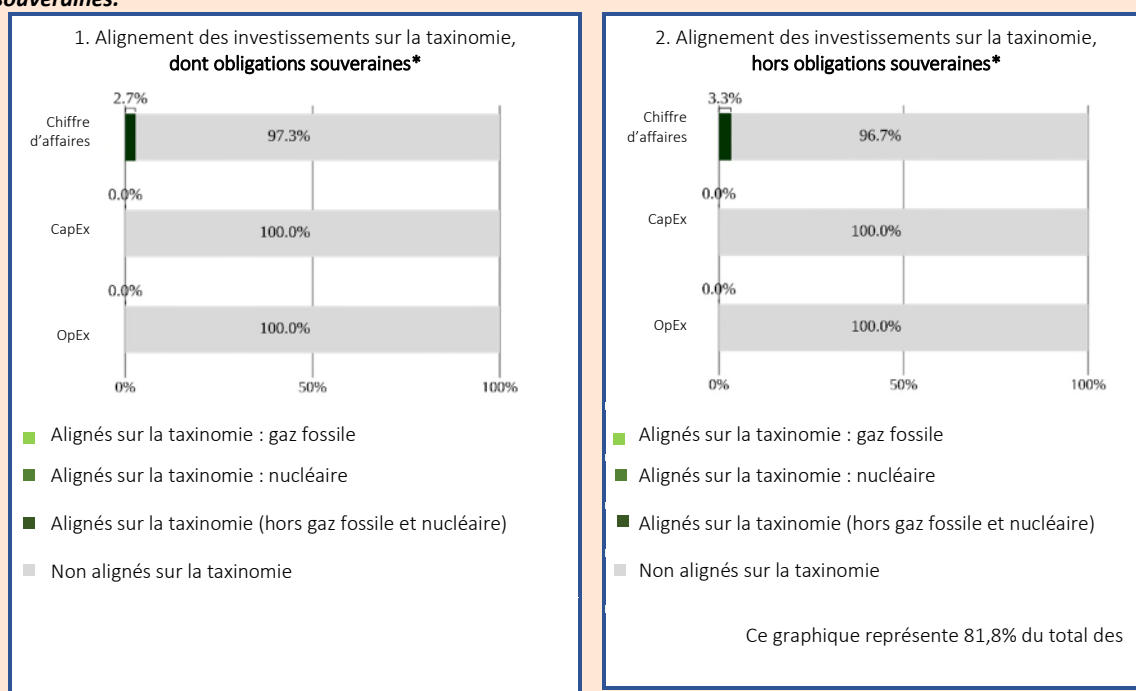 souveraines.
1. Alignement des investissements sur la taxinomie,
dont obligations souveraines*
2.7%
Chiffre
d'affaires
97.3%
0.0%
CapEx
100.0%
0.0%
OpEx
100.0%
0%
50%
100%
Alignés sur la taxinomie : gaz fossile
Alignés sur la taxinomie : nucléaire
Alignés sur la taxinomie (hors gaz fossile et nucléaire)
Non alignés sur la taxinomie
2. Alignement des investissements sur la taxinomie,
hors obligations souveraines*
3.3%
Chiffre
d'affaires
96.7%
0.0%
CapEx
100.0%
0.0%
OpEx
100.0%
0%
50%
100%
Alignés sur la taxinomie : gaz fossile
Alignés sur la taxinomie : nucléaire
Alignés sur la taxinomie (hors gaz fossile et nucléaire)
Non alignés sur la taxinomie
Ce graphique représente 81,8% du total des